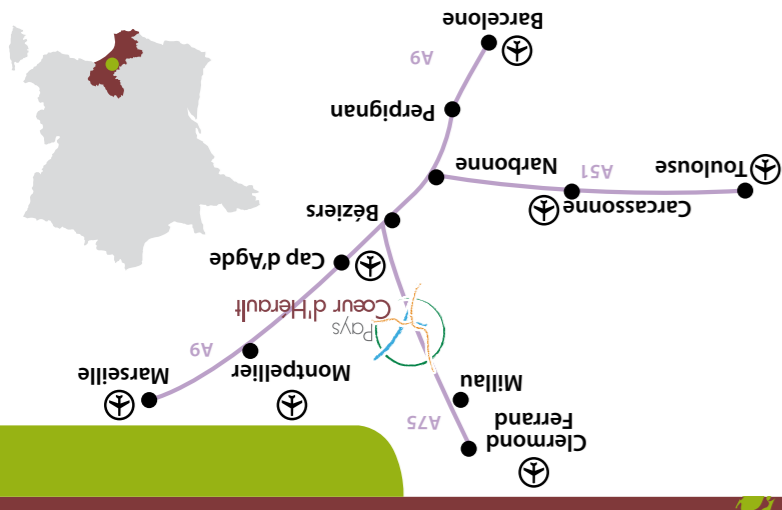 Clermond
Ferrand
A75
Millau
Montpellier
Marseille
A9
Pays
Cœur d'Hérault
Cap d'Agde
Béziers
Carcassonne
Toulouse
A51
Narbonne
Perpignan
A9
Barcelone